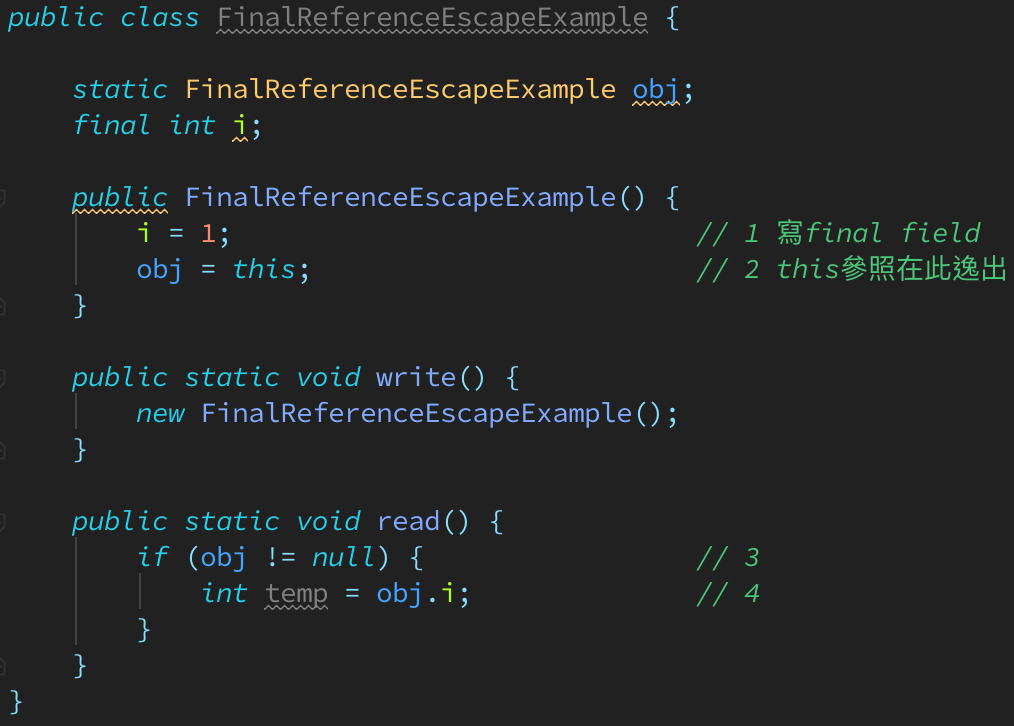 public class FinalReferenceEscapeExample {
static FinalReferenceEscapeExample obj;
final int i;
public FinalReferenceEscapeExample() {
i = 1; // 1 寫final field
obj = this; // 2 this參照在此逸出
}
public static void write() {
new FinalReferenceEscapeExample();
}
public static void read() {
if (obj != null) { // 3
int temp = obj.i; // 4
}
}
}